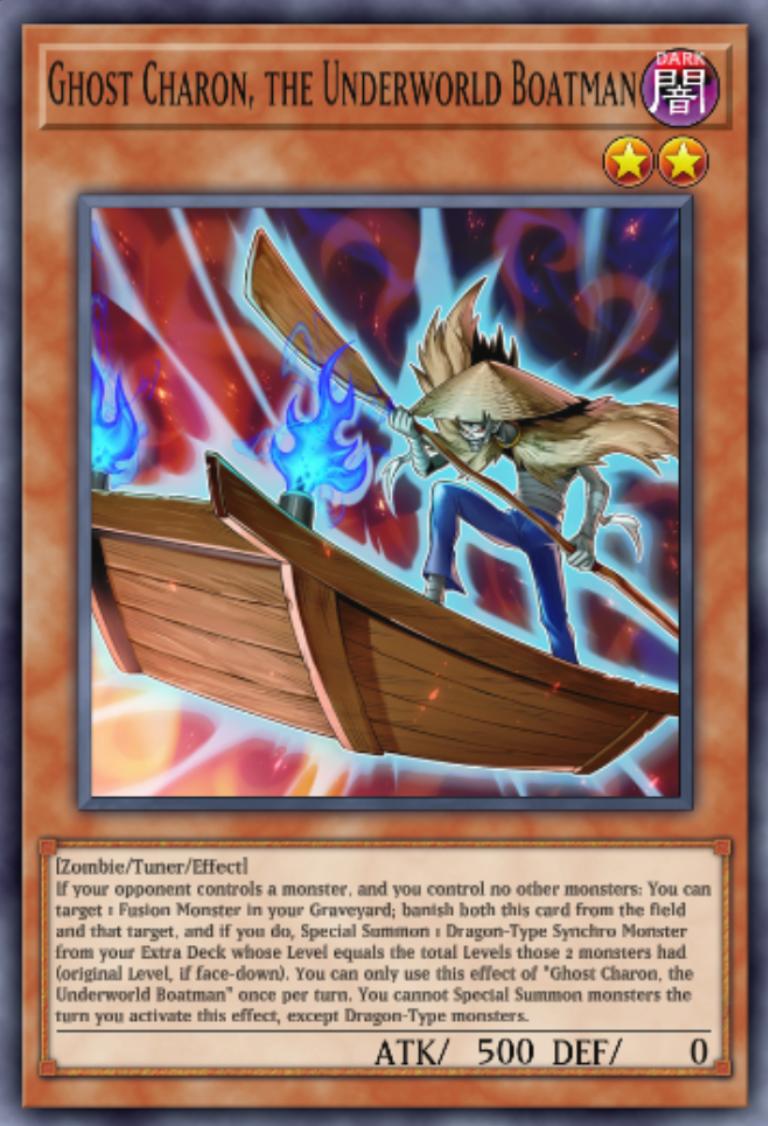 GHOST CHARON, THE UNDERWORLD BOATMAN
DARK
闇
[Zombie/Tuner/Effect]
If your opponent controls a monster, and you control no other monsters: You can
target 1 Fusion Monster in your Graveyard; banish both this card from the field
and that target, and if you do, Special Summon 1 Dragon-Type Synchro Monster
from your Extra Deck whose Level equals the total Levels those 2 monsters had
(original Level, if face-down). You can only use this effect of "Ghost Charon, the
Underworld Boatman" once per turn. You cannot Special Summon monsters the
turn you activate this effect, except Dragon-Type monsters.
ATK/ 500 DEF/ 0